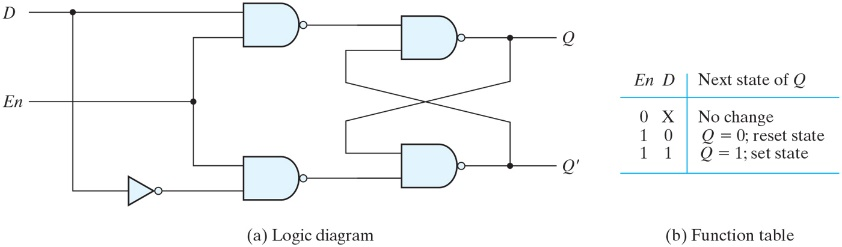 D
En
Q
Q'
(a) Logic diagram
En D Next state of Q
0 X No change
1 0 Q = 0; reset state
1 1 Q = 1; set state
(b) Function table